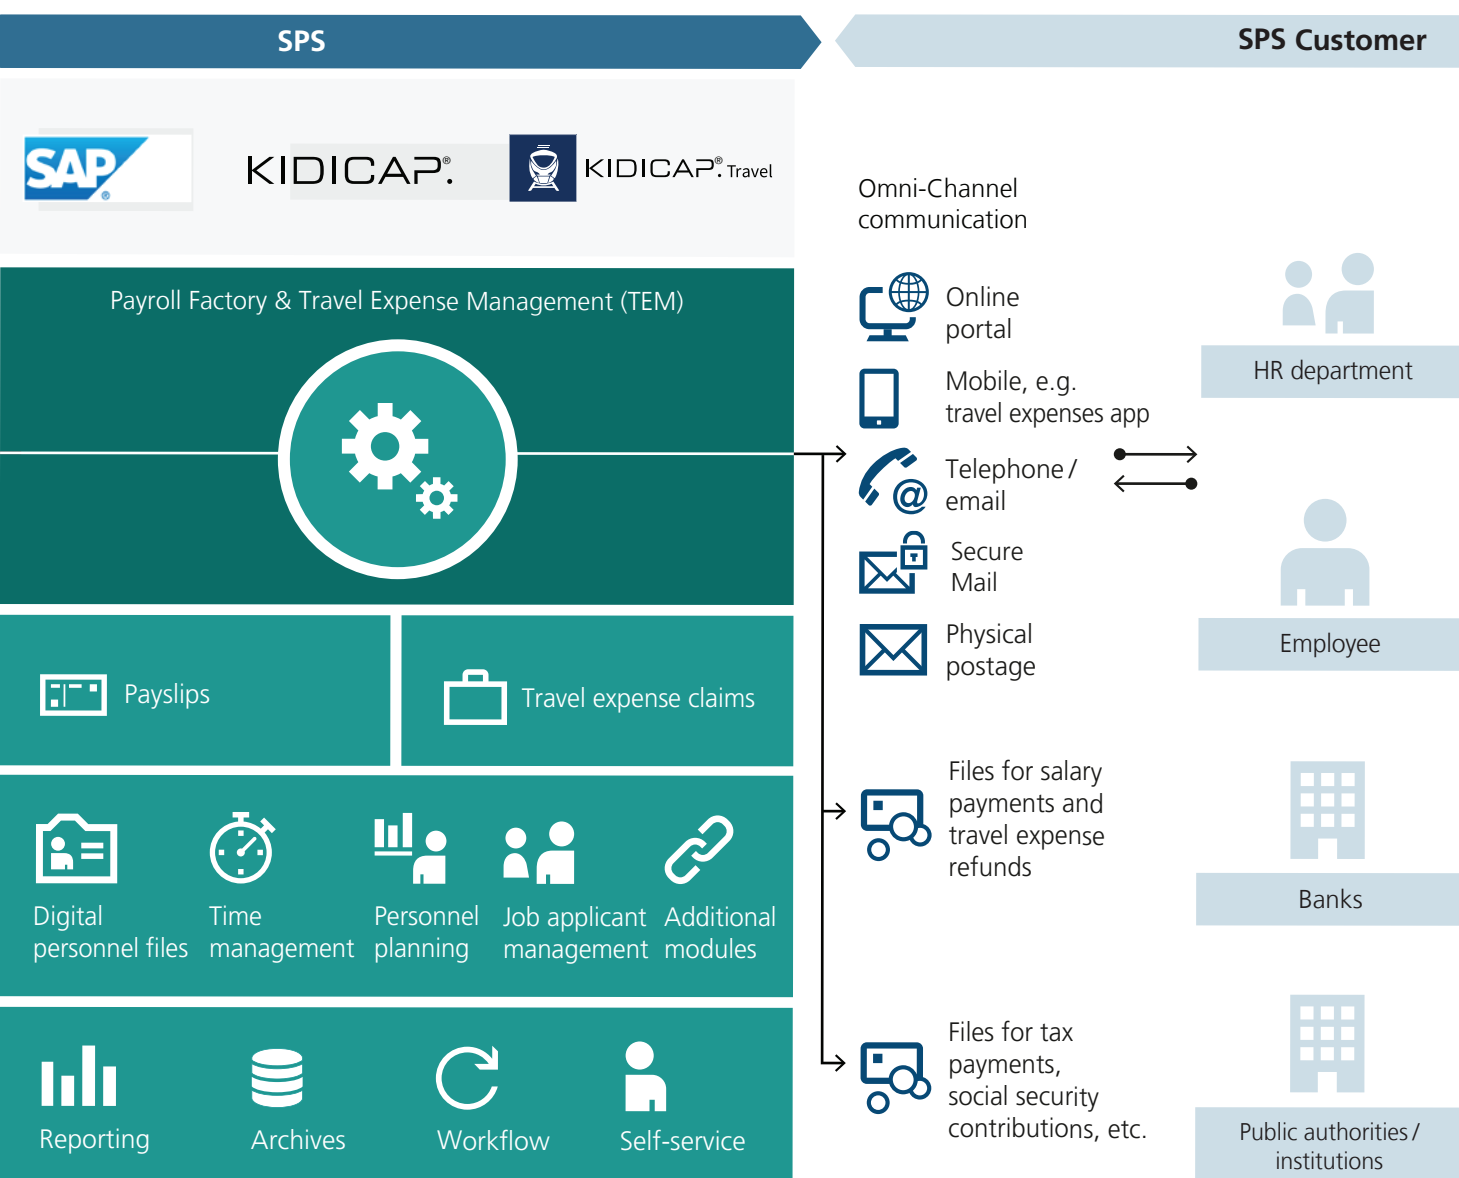 SPS
SPS Customer
SAP®
KIDICAP®.
KIDICAP®. Travel
Payroll Factory & Travel Expense Management (TEM)
Payslips
Travel expense claims
Digital
personnel files
Time
management
Personnel
planning
Job applicant
management
Additional
modules
Reporting
Archives
Workflow
Self-service
Omni-Channel
communication
Online
portal
Mobile, e.g.
travel expenses app
@
Telephone /
email
Secure
Mail
Physical
postage
Files for salary
payments and
travel expense
refunds
Files for tax
payments,
social security
contributions, etc.
HR department
Employee
Banks
Public authorities /
institutions